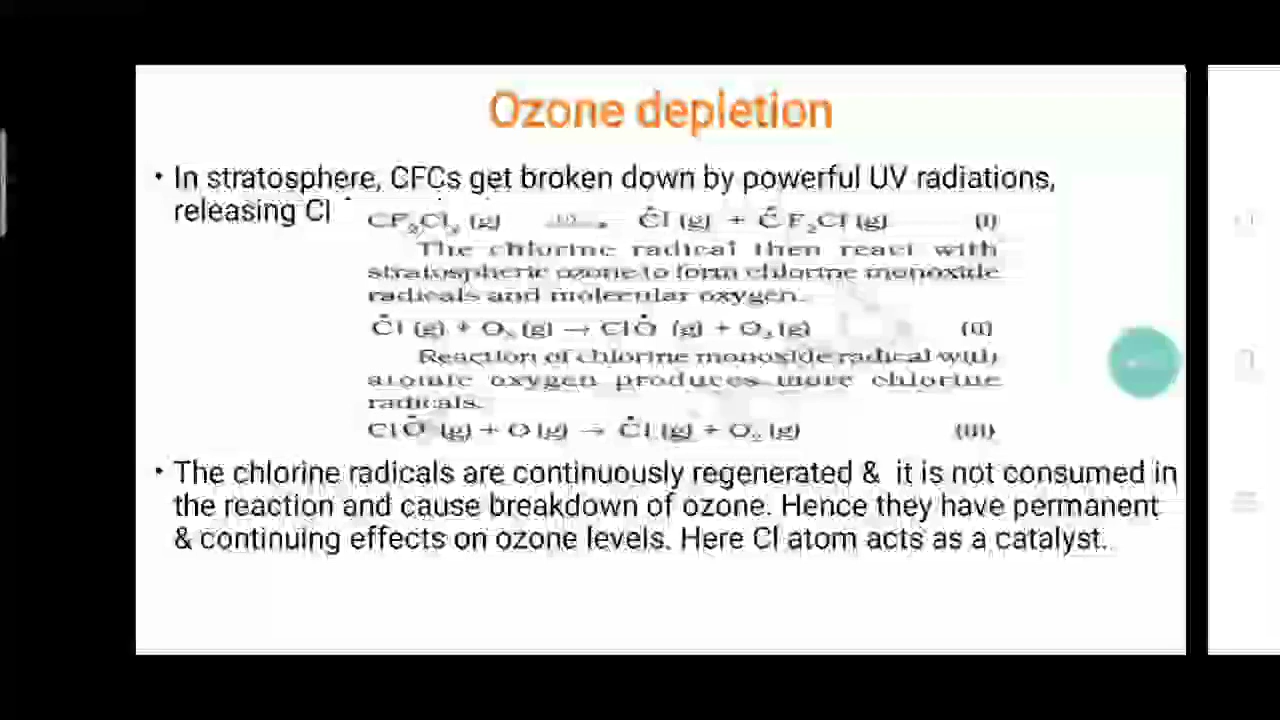 Ozone depletion
• In stratosphere, CFCs get broken down by powerful UV radiations,
releasing Cl˙
CF₂Cl₂ (g) → Ċl (g) + ĊF₂Cl (g) (i)
The chlorine radical then react with
stratospheric ozone to form chlorine monoxide
radicals and molecular oxygen.
Ċl (g) + O₃ (g) → ClȮ (g) + O₂ (g) (ii)
Reaction of chlorine monoxide radical with
atomic oxygen produces more chlorine
radicals.
ClȮ (g) + O (g) → Ċl (g) + O₂ (g) (iii)
• The chlorine radicals are continuously regenerated & it is not consumed in
the reaction and cause breakdown of ozone. Hence they have permanent
& continuing effects on ozone levels. Here Cl atom acts as a catalyst.